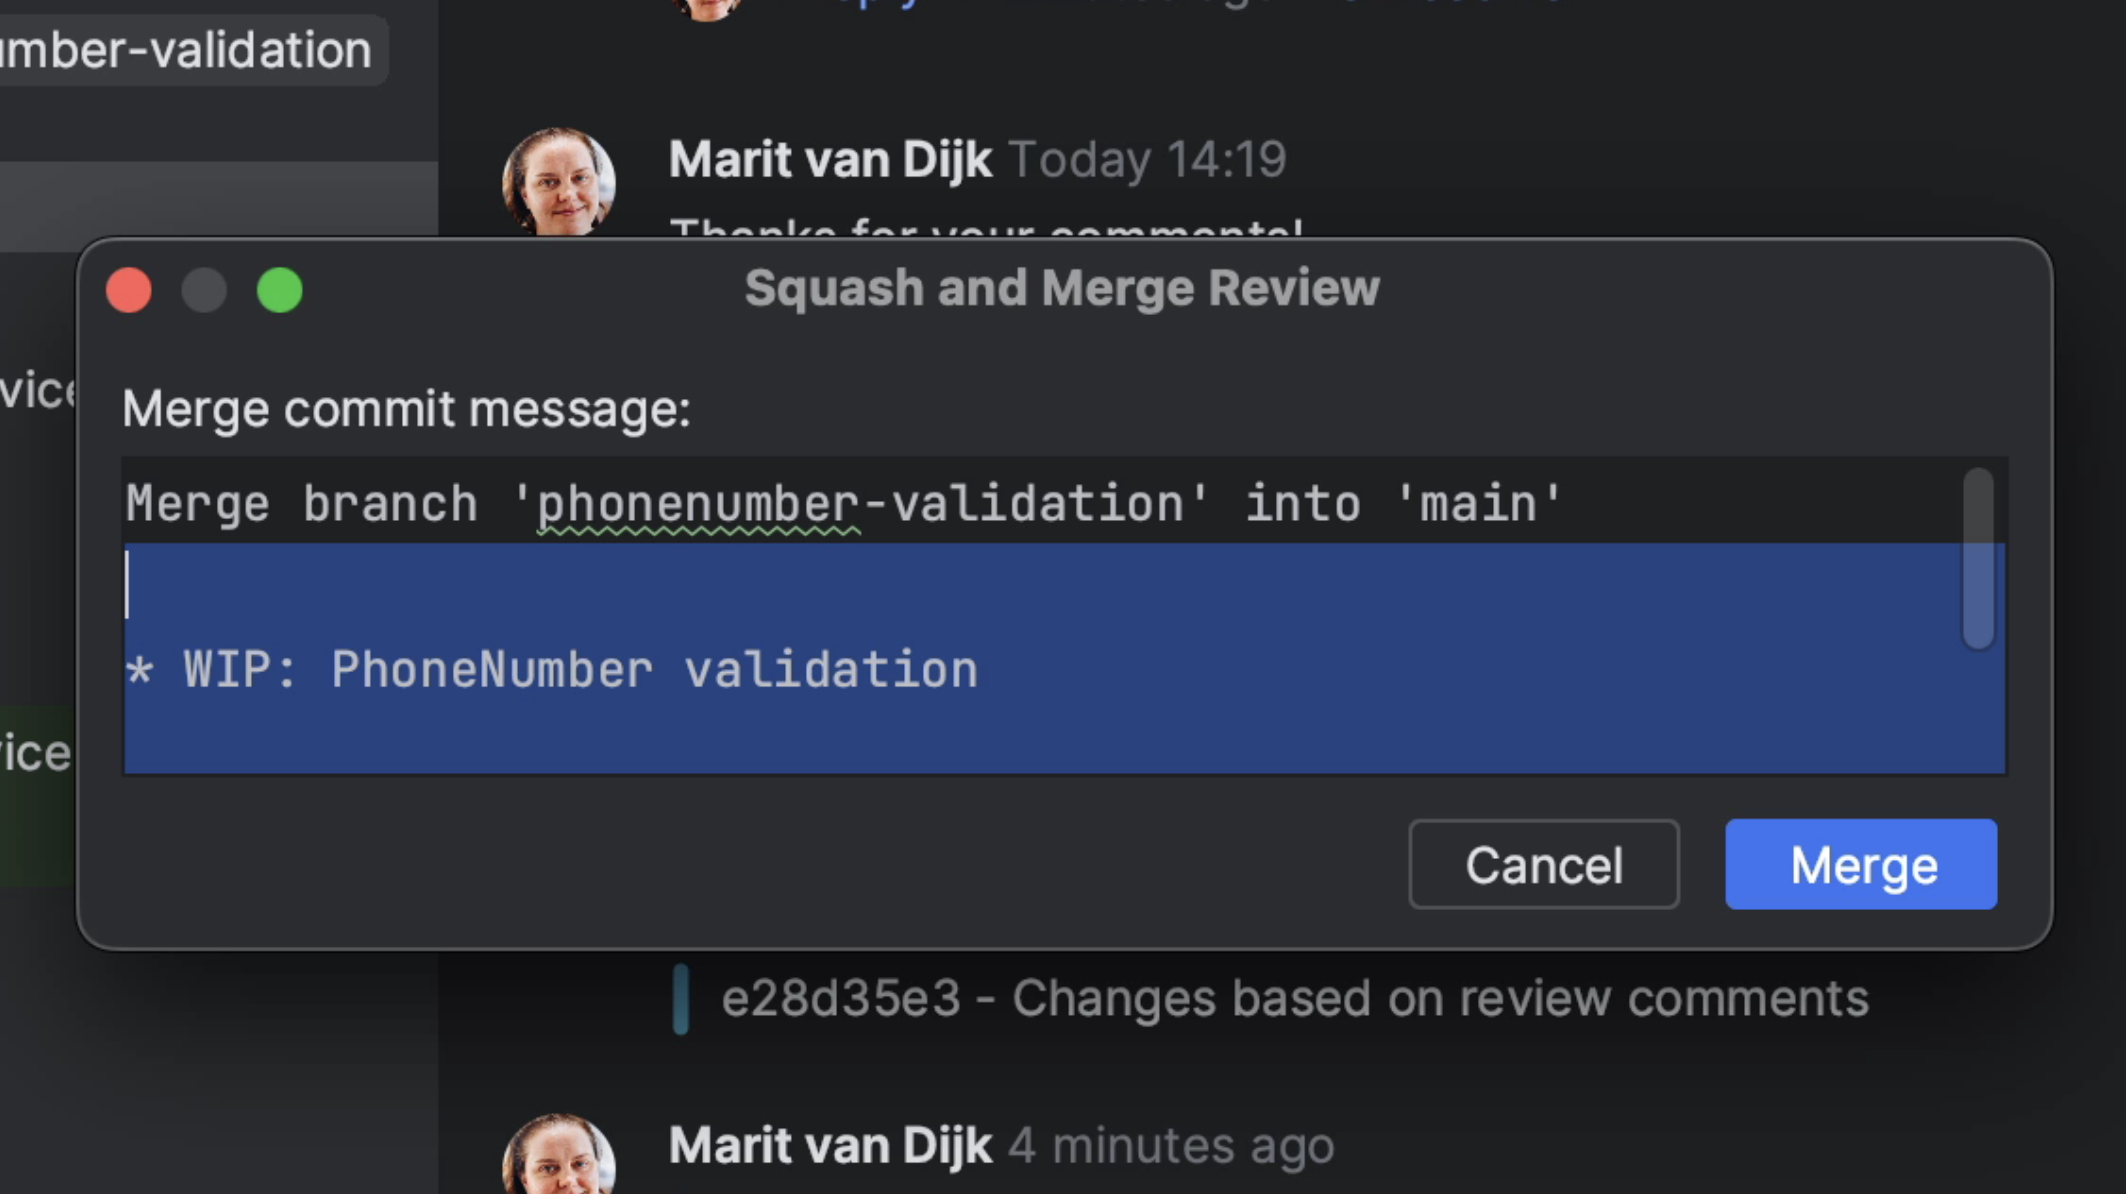 umber-validation
Marit van Dijk Today 14:19
Thanks for your comments!
Squash and Merge Review
vice
Merge commit message:
Merge branch 'phonenumber-validation' into 'main'
* WIP: PhoneNumber validation
vice
Cancel Merge
e28d35e3 - Changes based on review comments
Marit van Dijk 4 minutes ago